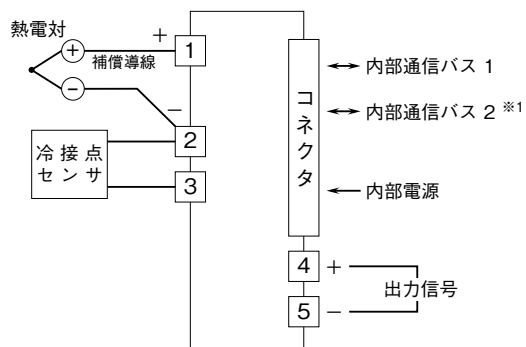 熱電対
+
補償導線
+
1
−
−
2
冷接点
センサ
3
コネクタ
内部通信バス 1
内部通信バス 2 ※1
内部電源
4 +
出力信号
5 −